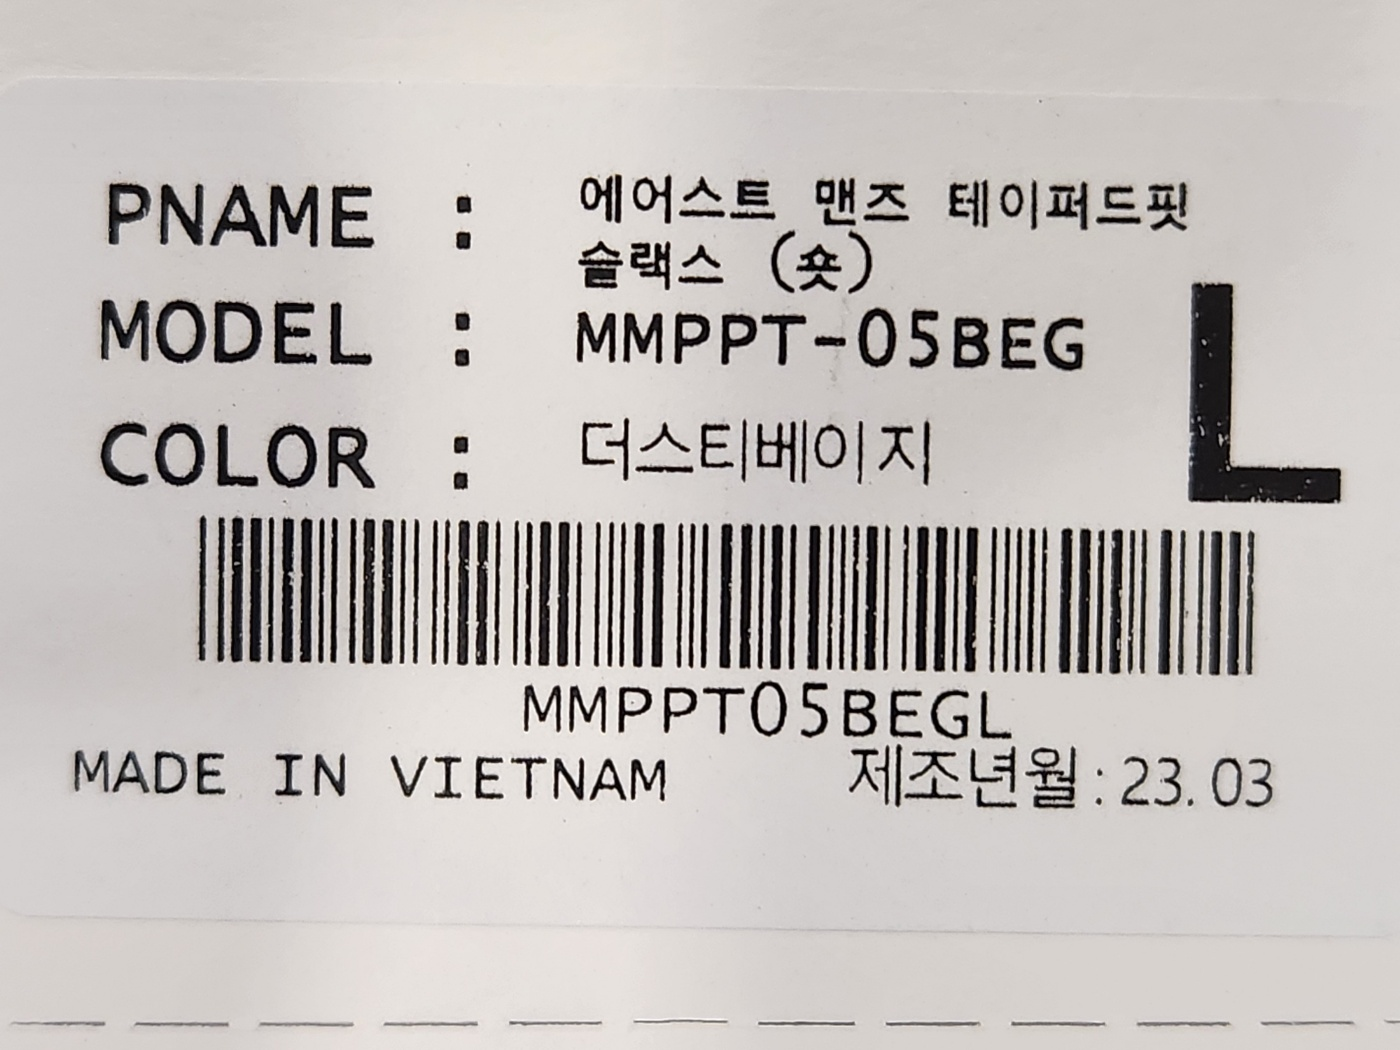 PNAME : 에어스트 맨즈 테이퍼드핏
슬랙스 (숏)
MODEL : MMPPT-05BEG
L
COLOR : 더스티베이지
MMPPT05BEGL
MADE IN VIETNAM 제조년월:23.03